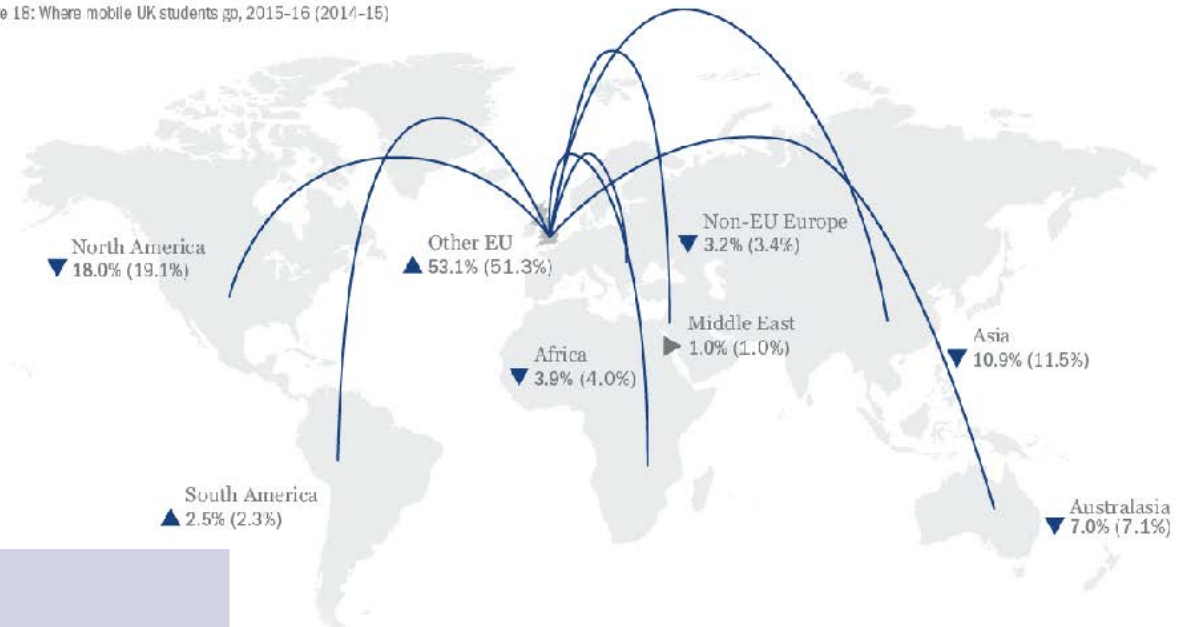 e 18: Where mobile UK students go, 2015-16 (2014-15)
North America
18.0% (19.1%)
Other EU
53.1% (51.3%)
Non-EU Europe
3.2% (3.4%)
Middle East
1.0% (1.0%)
Africa
3.9% (4.0%)
Asia
10.9% (11.5%)
South America
2.5% (2.3%)
Australasia
7.0% (7.1%)